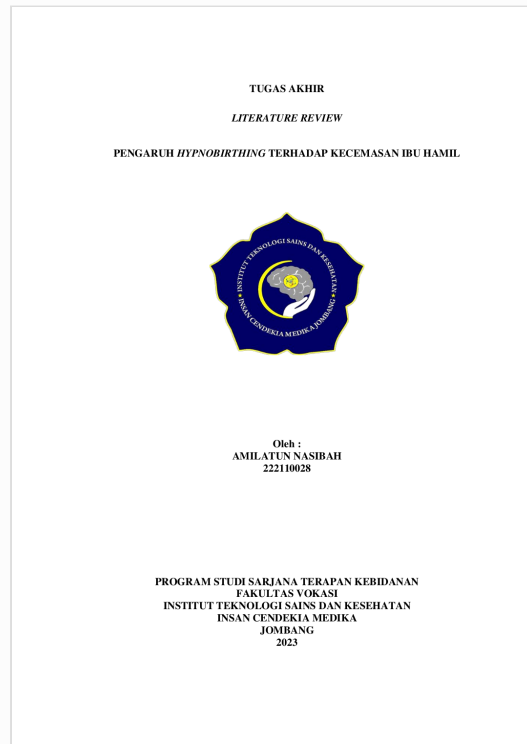 TUGAS AKHIR
LITERATURE REVIEW
PENGARUH HYPNOBIRTHING TERHADAP KECEMASAN IBU HAMIL
INSTITUT TEKNOLOGI SAINS DAN KESEHATAN
INSAN CENDEKIA MEDIKA JOMBANG
Oleh :
AMILATUN NASIBAH
222110028
PROGRAM STUDI SARJANA TERAPAN KEBIDANAN
FAKULTAS VOKASI
INSTITUT TEKNOLOGI SAINS DAN KESEHATAN
INSAN CENDEKIA MEDIKA
JOMBANG
2023